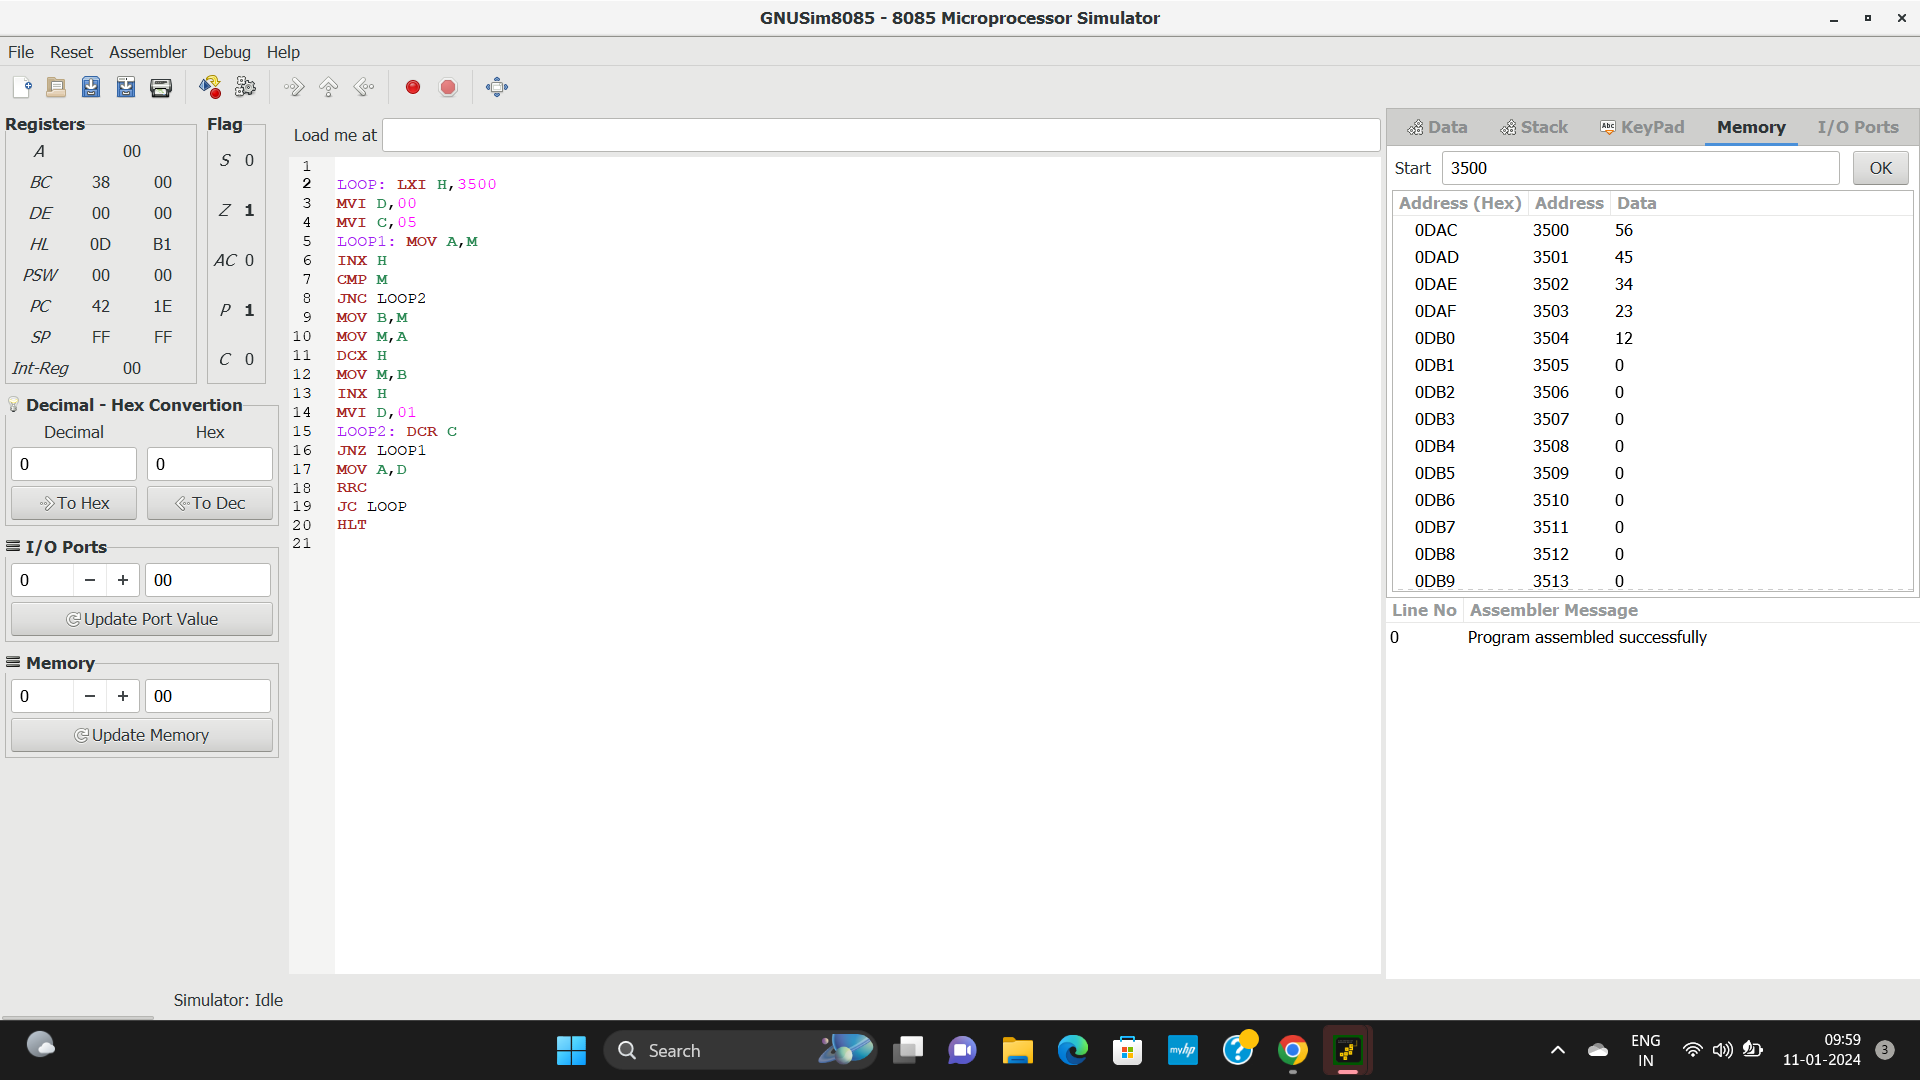 GNUSim8085 - 8085 Microprocessor Simulator
File Reset Assembler Debug Help
Registers
A 00
BC 38 00
DE 00 00
HL 0D B1
PSW 00 00
PC 42 1E
SP FF FF
Int-Reg 00
Flag
S 0
Z 1
AC 0
P 1
C 0
Decimal - Hex Convertion
Decimal Hex
0 0
To Hex To Dec
I/O Ports
0 − + 00
Update Port Value
Memory
0 − + 00
Update Memory
Load me at
1
2 LOOP: LXI H,3500
3 MVI D,00
4 MVI C,05
5 LOOP1: MOV A,M
6 INX H
7 CMP M
8 JNC LOOP2
9 MOV B,M
10 MOV M,A
11 DCX H
12 MOV M,B
13 INX H
14 MVI D,01
15 LOOP2: DCR C
16 JNZ LOOP1
17 MOV A,D
18 RRC
19 JC LOOP
20 HLT
21
Data Stack Abc KeyPad Memory I/O Ports
Start 3500 OK
Address (Hex) Address Data
0DAC 3500 56
0DAD 3501 45
0DAE 3502 34
0DAF 3503 23
0DB0 3504 12
0DB1 3505 0
0DB2 3506 0
0DB3 3507 0
0DB4 3508 0
0DB5 3509 0
0DB6 3510 0
0DB7 3511 0
0DB8 3512 0
0DB9 3513 0
Line No Assembler Message
0 Program assembled successfully
Simulator: Idle
Search
myhp
?
ENG
IN
09:59
11-01-2024
3